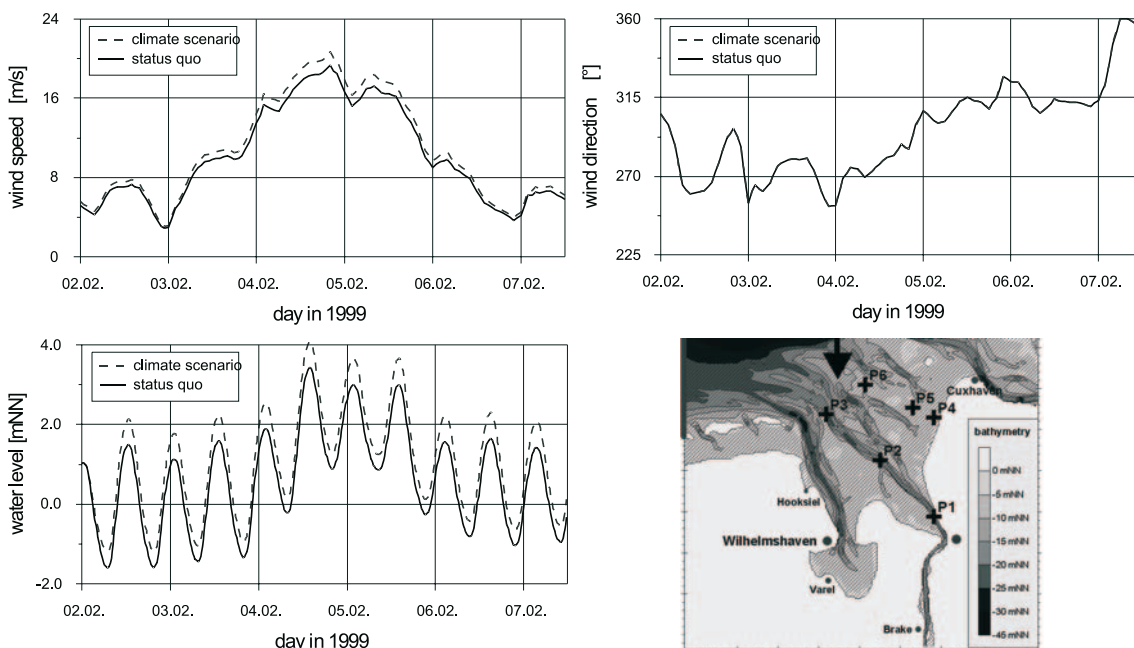 24
16
8
0
wind speed [m/s]
climate scenario
status quo
02.02. 03.02. 04.02. 05.02. 06.02. 07.02.
day in 1999
360
315
270
225
wind direction [°]
climate scenario
status quo
02.02. 03.02. 04.02. 05.02. 06.02. 07.02.
day in 1999
4.0
2.0
0.0
-2.0
water level [mNN]
climate scenario
status quo
02.02. 03.02. 04.02. 05.02. 06.02. 07.02.
day in 1999
P6
Cuxhaven
P5
P3
P4
P2
Hooksiel
P1
Wilhelmshaven
Varel
Brake
bathymetry
0 mNN
-5 mNN
-10 mNN
-15 mNN
-20 mNN
-25 mNN
-30 mNN
-45 mNN